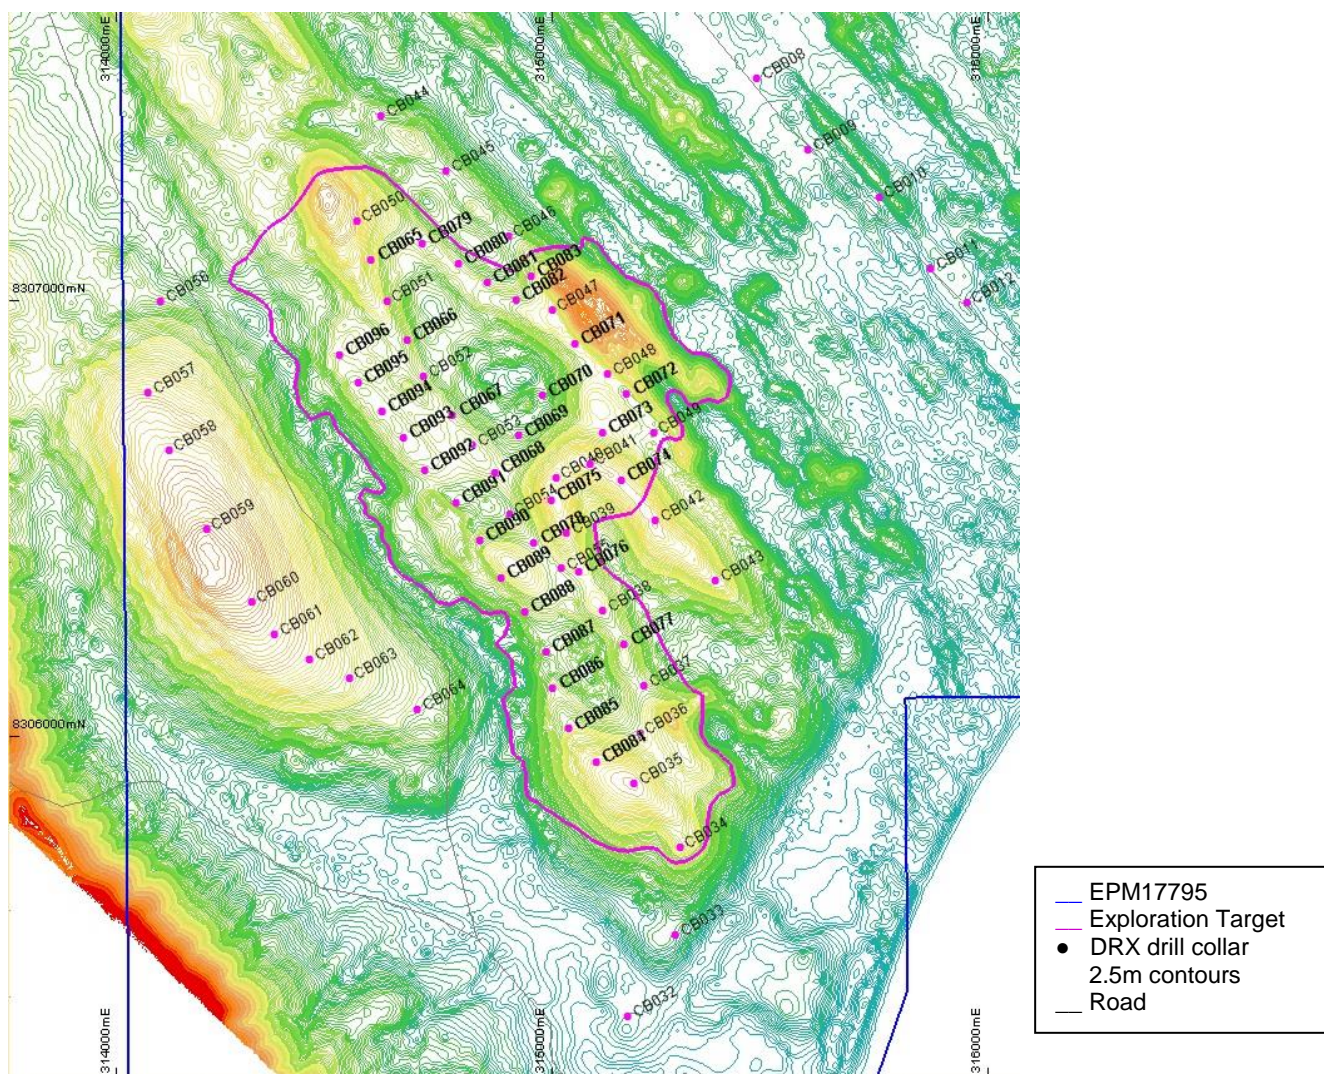 314000mE
315000mE
316000mE
CB008
CB044
CB009
CB045
CB010
CB050
CB079
CB046
CB065
CB080
CB083
CB011
CB081
CB051
CB082
8307000mN
CB056
CB012
CB047
CB066
CB071
CB096
CB095
CB052
CB048
CB057
CB070
CB072
CB094
CB067
CB093
CB069
CB073
CB049
CB053
CB058
CB092
CB068
CB040
CB041
CB074
CB091
CB075
CB054
CB042
CB059
CB039
CB090
CB078
CB055
CB076
CB089
CB043
CB060
CB088
CB038
CB061
CB077
CB087
CB062
CB063
CB086
CB037
CB064
8306000mN
CB085
CB036
CB084
CB035
CB034
CB033
CB032
314000mE
315000mE
316000mE
EPM17795
Exploration Target
DRX drill collar
2.5m contours
Road